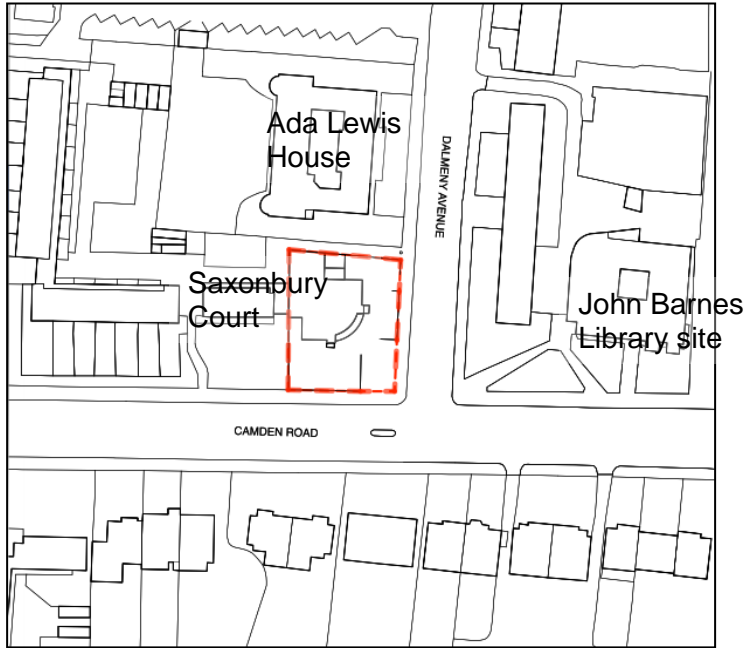 Ada Lewis
House
DALMENY AVENUE
Saxonbury
Court
John Barnes
Library site
CAMDEN ROAD